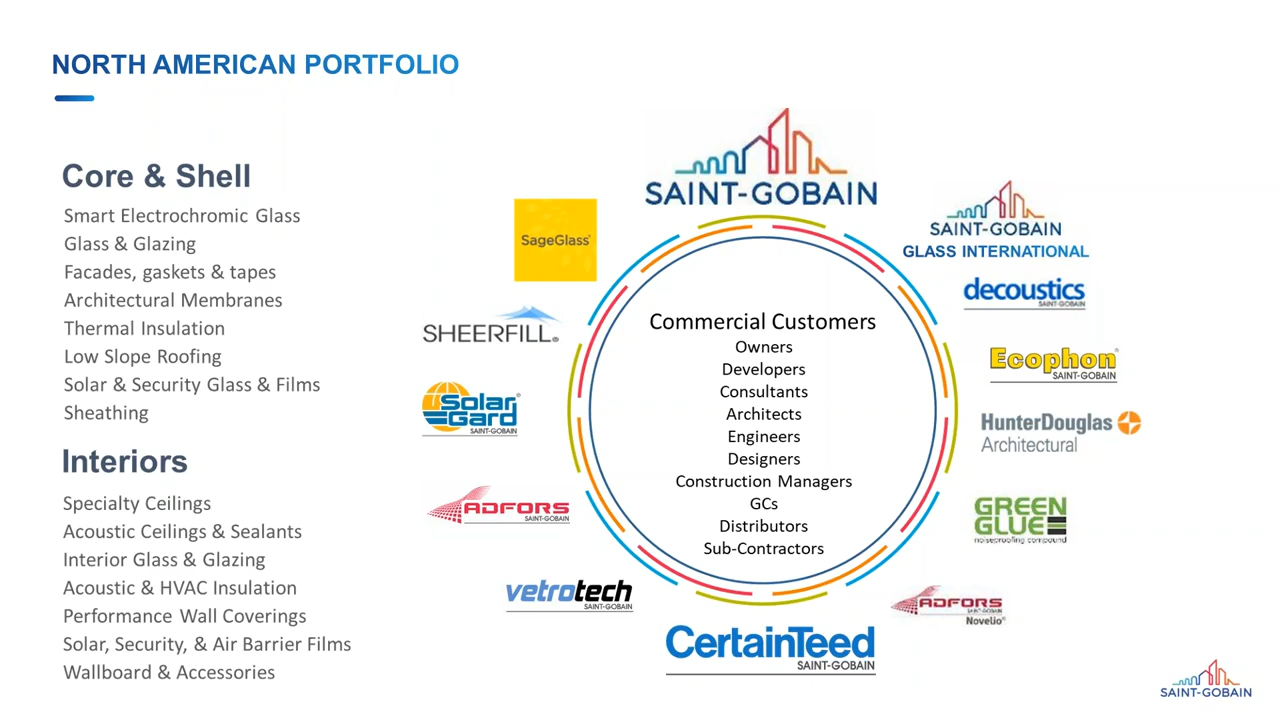 NORTH AMERICAN PORTFOLIO
Core & Shell
Smart Electrochromic Glass
Glass & Glazing
Facades, gaskets & tapes
Architectural Membranes
Thermal Insulation
Low Slope Roofing
Solar & Security Glass & Films
Sheathing
Interiors
Specialty Ceilings
Acoustic Ceilings & Sealants
Interior Glass & Glazing
Acoustic & HVAC Insulation
Performance Wall Coverings
Solar, Security, & Air Barrier Films
Wallboard & Accessories
SAINT-GOBAIN
SageGlass®
SHEERFILL®
Solar
Gard®
SAINT-GOBAIN
ADFORS
SAINT-GOBAIN
vetrotech
SAINT-GOBAIN
Commercial Customers
Owners
Developers
Consultants
Architects
Engineers
Designers
Construction Managers
GCs
Distributors
Sub-Contractors
CertainTeed
SAINT-GOBAIN
SAINT-GOBAIN
GLASS INTERNATIONAL
decoustics
SAINT-GOBAIN
Ecophon®
SAINT-GOBAIN
HunterDouglas
Architectural
GREEN
GLUE
noiseproofing compound
ADFORS
SAINT-GOBAIN
Novelio®
SAINT-GOBAIN